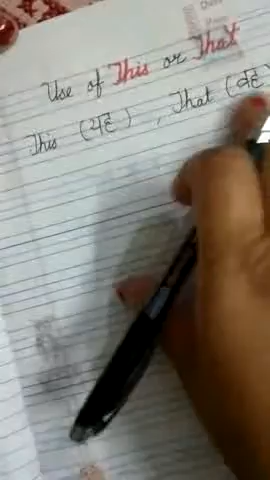 Use of This or That
This (यह) , That (वह)